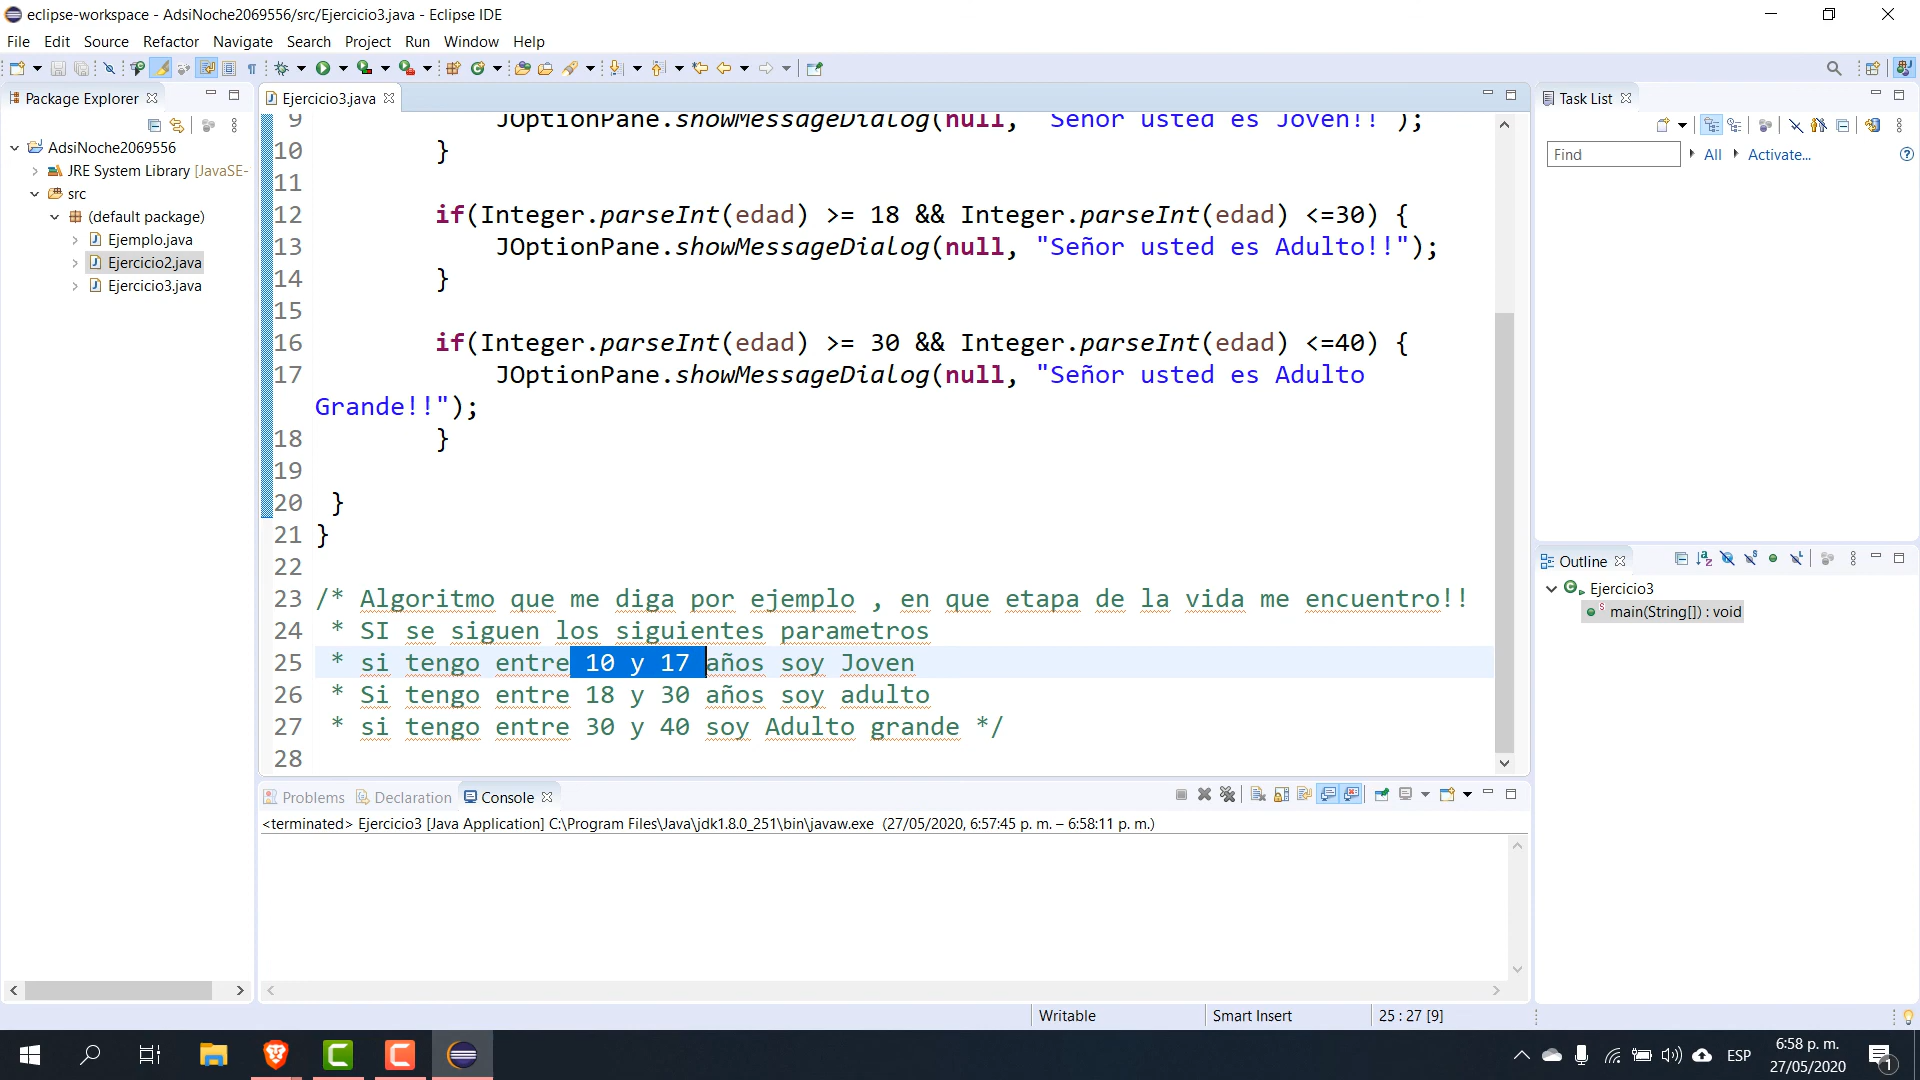 eclipse-workspace - AdsiNoche2069556/src/Ejercicio3.java - Eclipse IDE
File Edit Source Refactor Navigate Search Project Run Window Help
Package Explorer
Ejercicio3.java
Task List
AdsiNoche2069556
JRE System Library [JavaSE-
src
(default package)
Ejemplo.java
Ejercicio2.java
Ejercicio3.java
9 JOptionPane.showMessageDialog(null, "Señor usted es Joven!!");
10 }
11
12 if(Integer.parseInt(edad) >= 18 && Integer.parseInt(edad) <=30) {
13 JOptionPane.showMessageDialog(null, "Señor usted es Adulto!!");
14 }
15
16 if(Integer.parseInt(edad) >= 30 && Integer.parseInt(edad) <=40) {
17 JOptionPane.showMessageDialog(null, "Señor usted es Adulto
Grande!!");
18 }
19
20 }
21 }
22
23 /* Algoritmo que me diga por ejemplo , en que etapa de la vida me encuentro!!
24 * SI se siguen los siguientes parametros
25 * si tengo entre 10 y 17 años soy Joven
26 * Si tengo entre 18 y 30 años soy adulto
27 * si tengo entre 30 y 40 soy Adulto grande */
28
Find All Activate...
Outline
Ejercicio3
main(String[]) : void
Problems Declaration Console
<terminated> Ejercicio3 [Java Application] C:\Program Files\Java\jdk1.8.0_251\bin\javaw.exe (27/05/2020, 6:57:45 p. m. – 6:58:11 p. m.)
Writable Smart Insert 25 : 27 [9]
ESP
6:58 p. m.
27/05/2020
1